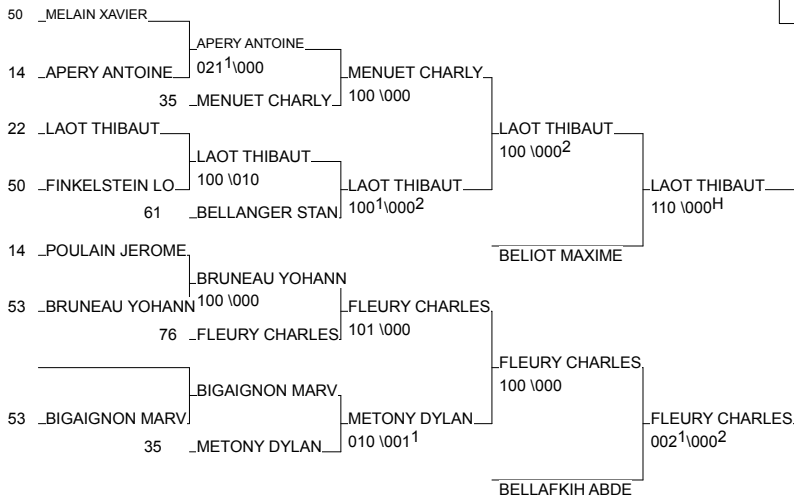 50 MELAIN XAVIER
APERY ANTOINE
021¹\000
14 APERY ANTOINE
MENUET CHARLY
100 \000
35 MENUET CHARLY
22 LAOT THIBAUT
LAOT THIBAUT
100 \000²
LAOT THIBAUT
100 \010
50 FINKELSTEIN LO
LAOT THIBAUT
100¹\000²
LAOT THIBAUT
110 \000ᴴ
61 BELLANGER STAN
14 POULAIN JEROME
BELIOT MAXIME
BRUNEAU YOHANN
100 \000
53 BRUNEAU YOHANN
FLEURY CHARLES
101 \000
76 FLEURY CHARLES
FLEURY CHARLES
100 \000
BIGAIGNON MARV
53 BIGAIGNON MARV
METONY DYLAN
010 \001¹
FLEURY CHARLES
002¹\000²
35 METONY DYLAN
BELLAFKIH ABDE